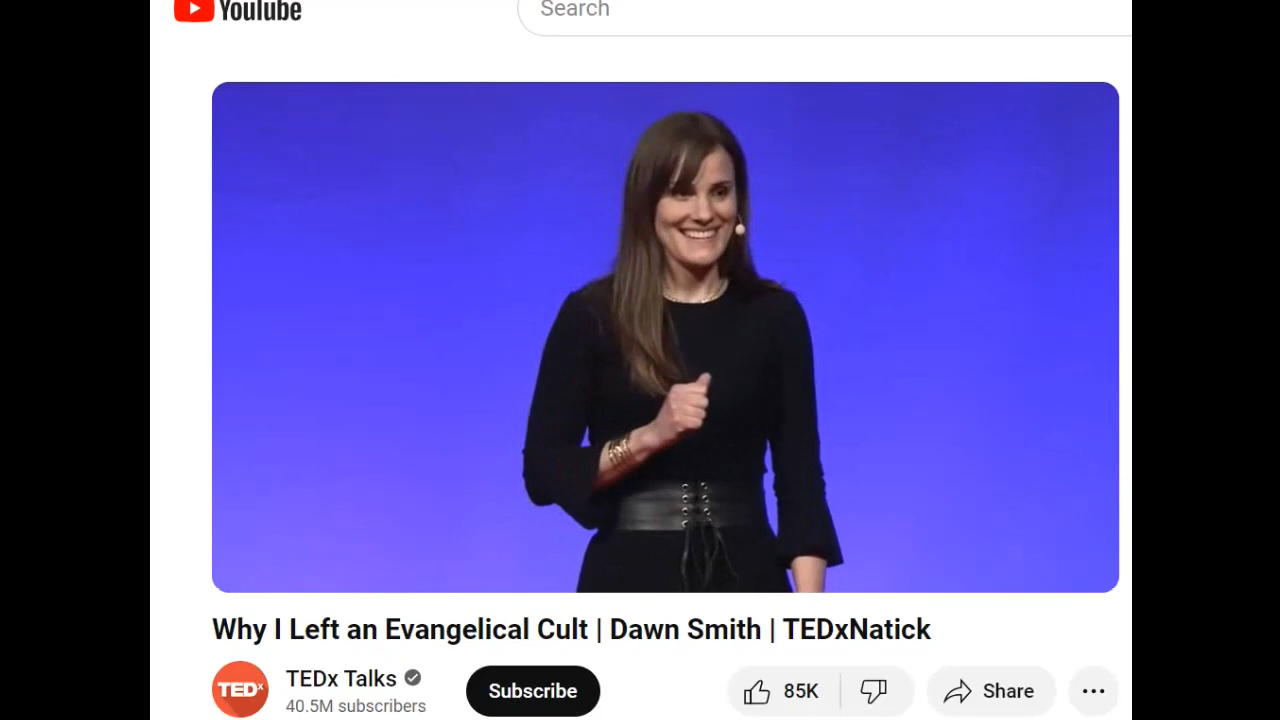 YouTube
Search
Why I Left an Evangelical Cult | Dawn Smith | TEDxNatick
TEDx
TEDx Talks
40.5M subscribers
Subscribe
85K
Share